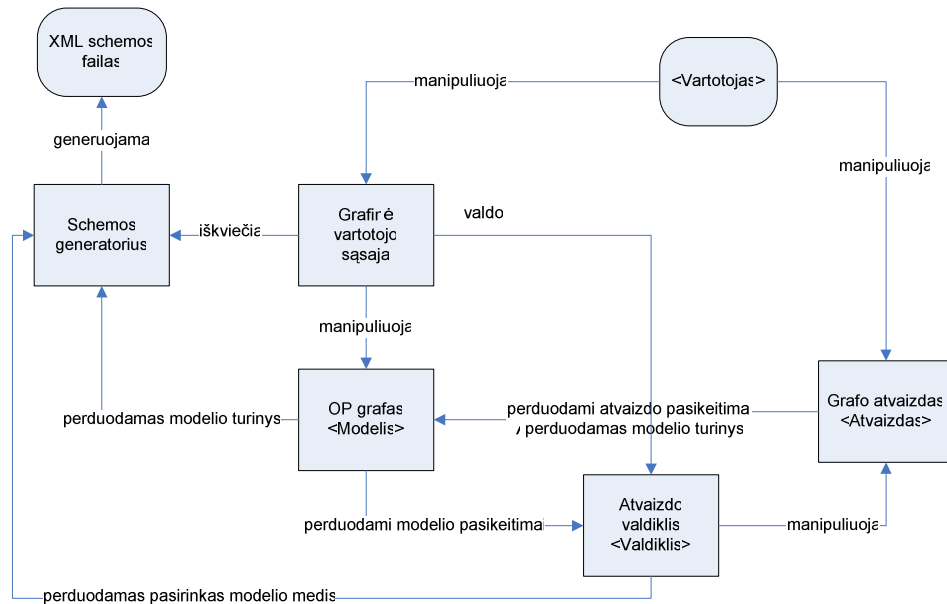 XML schemos
failas
manipuliuoja
<Vartotojas>
generuojama
manipuliuoja
Schemos
generatorius
iškviečia
Grafinė
vartotojo
sąsaja
valdo
manipuliuoja
perduodamas modelio turinys
OP grafas
<Modelis>
perduodami atvaizdo pasikeitima
/ perduodamas modelio turinys
Grafo atvaizdas
<Atvaizdas>
perduodami modelio pasikeitimai
Atvaizdo
valdiklis
<Valdiklis>
manipuliuoja
perduodamas pasirinkas modelio medis